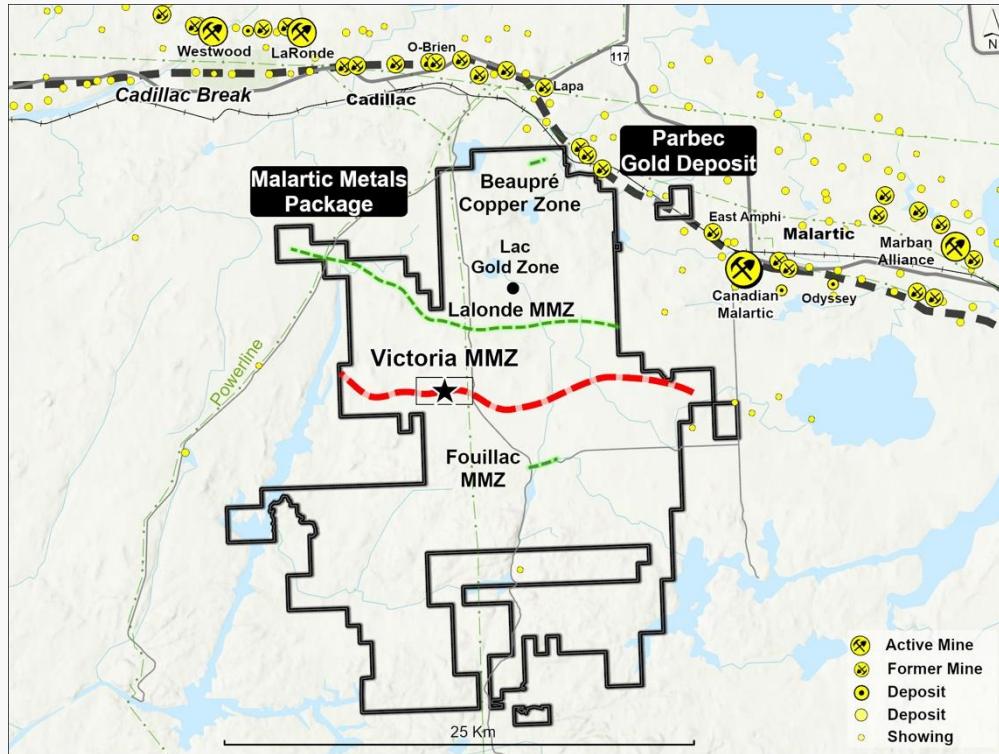 Westwood
LaRonde
O-Brien
117
N
Cadillac Break
Cadillac
Lapa
Malartic Metals
Package
Parbec
Gold Deposit
Beaupré
Copper Zone
East Amphi
Malartic
Marban
Alliance
Lac
Gold Zone
Canadian
Malartic
Odyssey
Lalonde MMZ
Powerline
Victoria MMZ
Fouillac
MMZ
Active Mine
Former Mine
Deposit
Deposit
Showing
25 Km